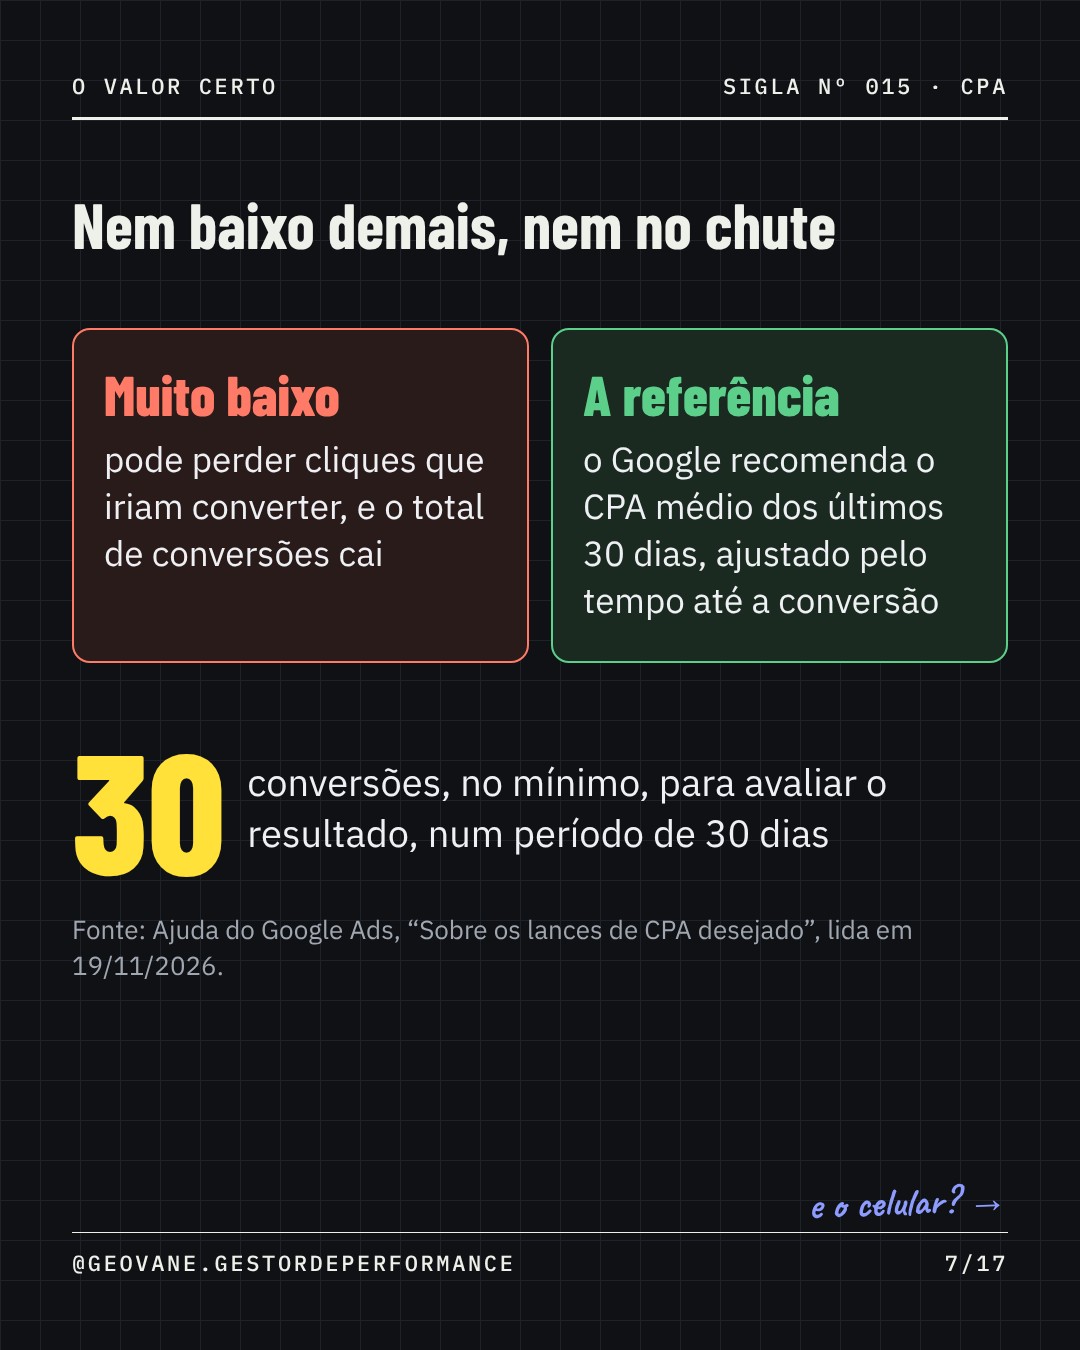 O VALOR CERTO
SIGLA Nº 015 · CPA
Nem baixo demais, nem no chute
Muito baixo
pode perder cliques que
iriam converter, e o total
de conversões cai
A referência
o Google recomenda o
CPA médio dos últimos
30 dias, ajustado pelo
tempo até a conversão
30
conversões, no mínimo, para avaliar o
resultado, num período de 30 dias
Fonte: Ajuda do Google Ads, “Sobre os lances de CPA desejado”, lida em
19/11/2026.
e o celular? →
@GEOVANE.GESTORDEPERFORMANCE
7/17